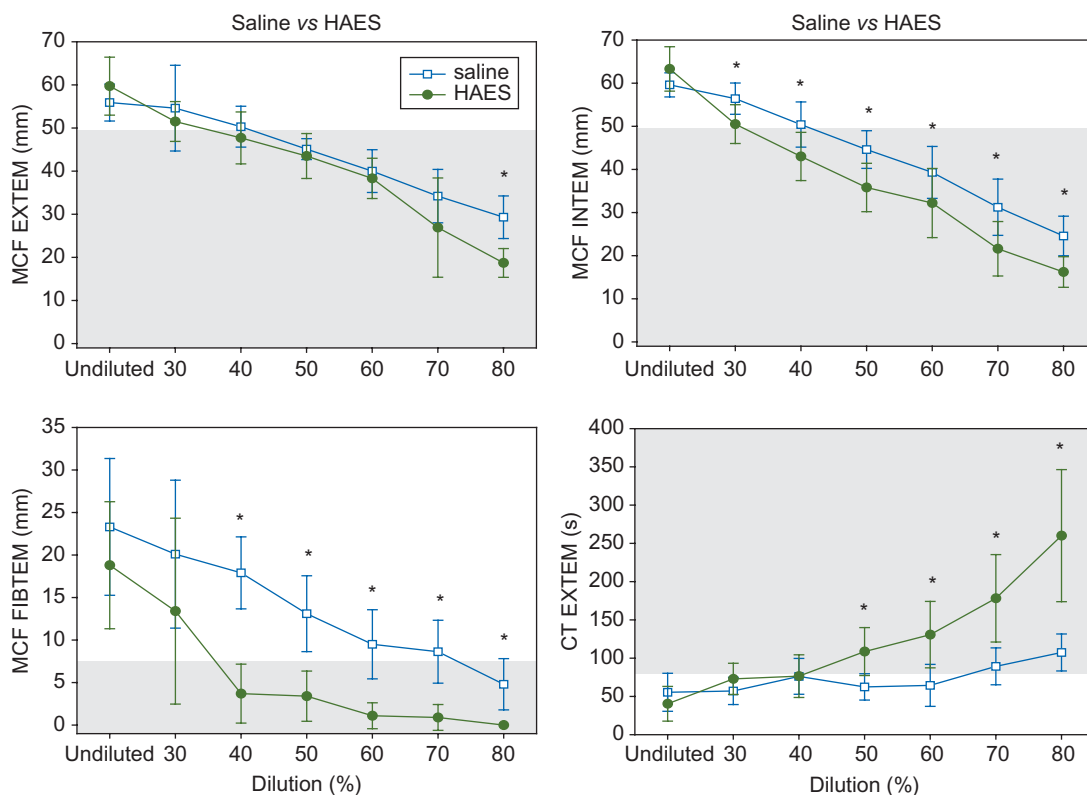 Saline vs HAES
70
60
50
40
30
20
10
0
MCF EXTEM (mm)
saline
HAES
*
Undiluted 30 40 50 60 70 80
Saline vs HAES
70
60
50
40
30
20
10
0
MCF INTEM (mm)
* * * * * *
Undiluted 30 40 50 60 70 80
35
30
25
20
15
10
5
0
MCF FIBTEM (mm)
* * * * *
Undiluted 30 40 50 60 70 80
Dilution (%)
400
350
300
250
200
150
100
50
0
CT EXTEM (s)
* * * *
Undiluted 30 40 50 60 70 80
Dilution (%)